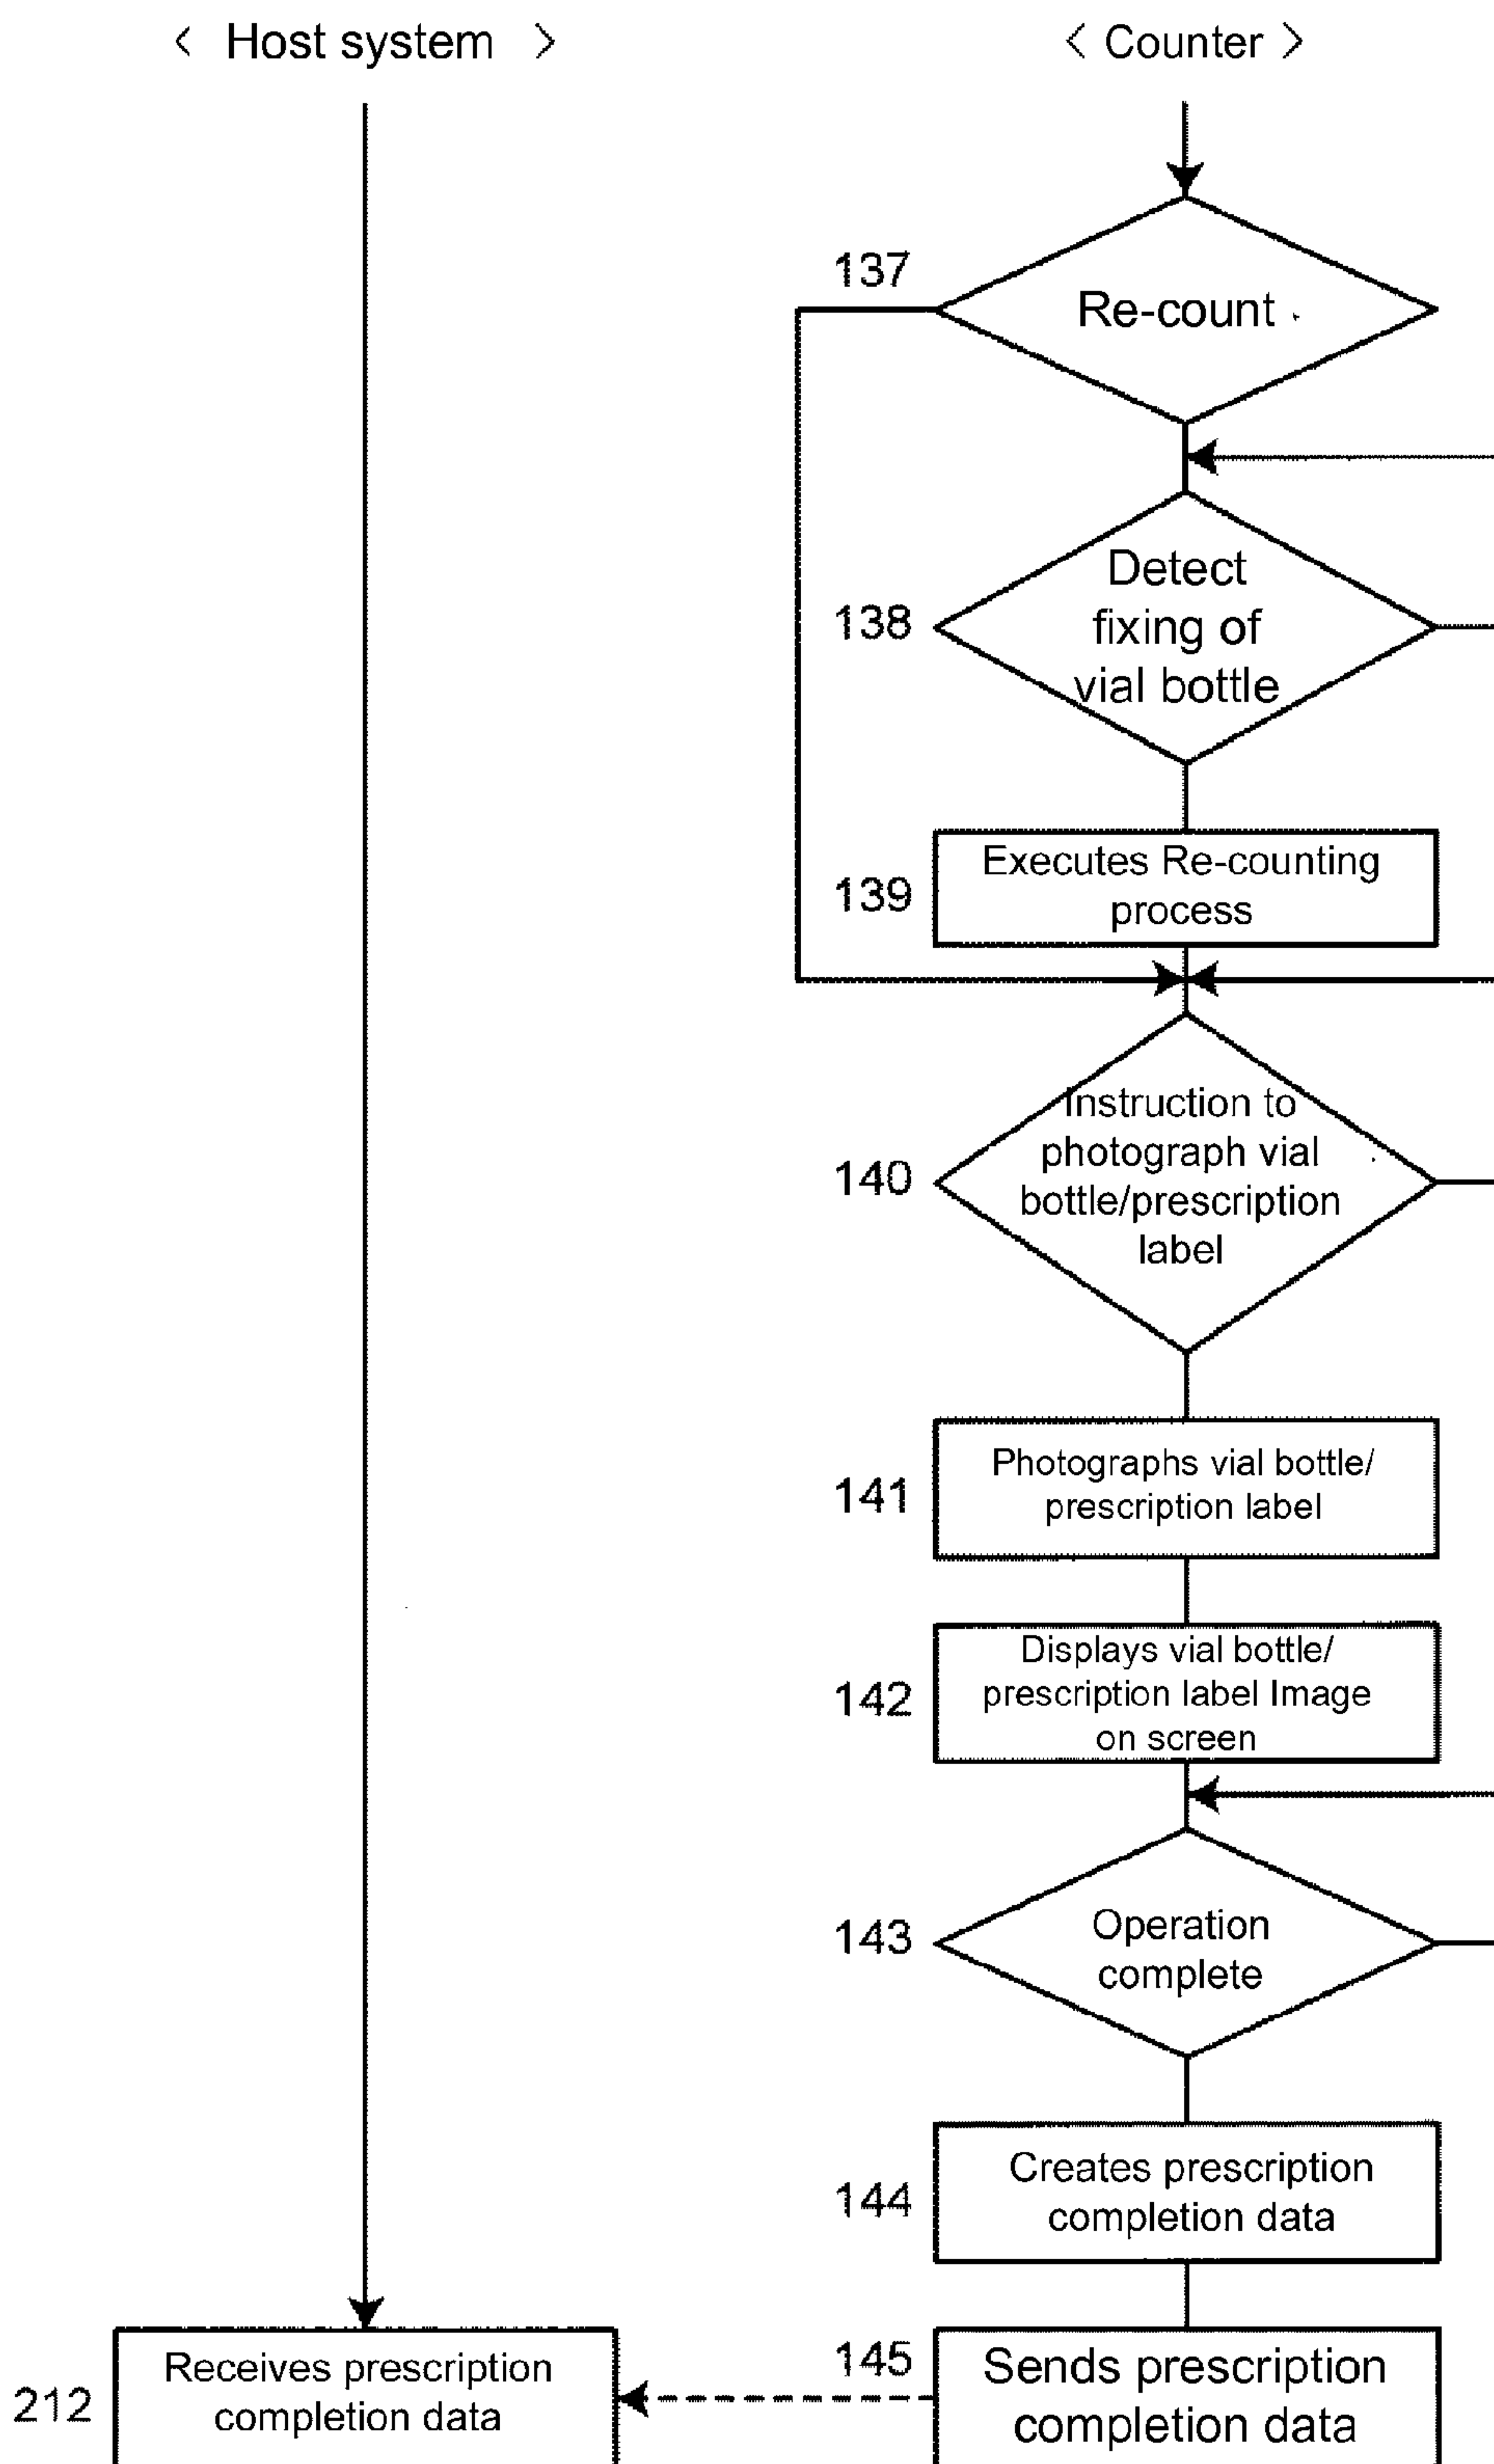 < Host system >
< Counter >
137
Re-count
138
Detect
fixing of
vial bottle
139
Executes Re-counting
process
140
Instruction to
photograph vial
bottle/prescription
label
141
Photographs vial bottle/
prescription label
142
Displays vial bottle/
prescription label Image
on screen
143
Operation
complete
144
Creates prescription
completion data
212
Receives prescription
completion data
145
Sends prescription
completion data